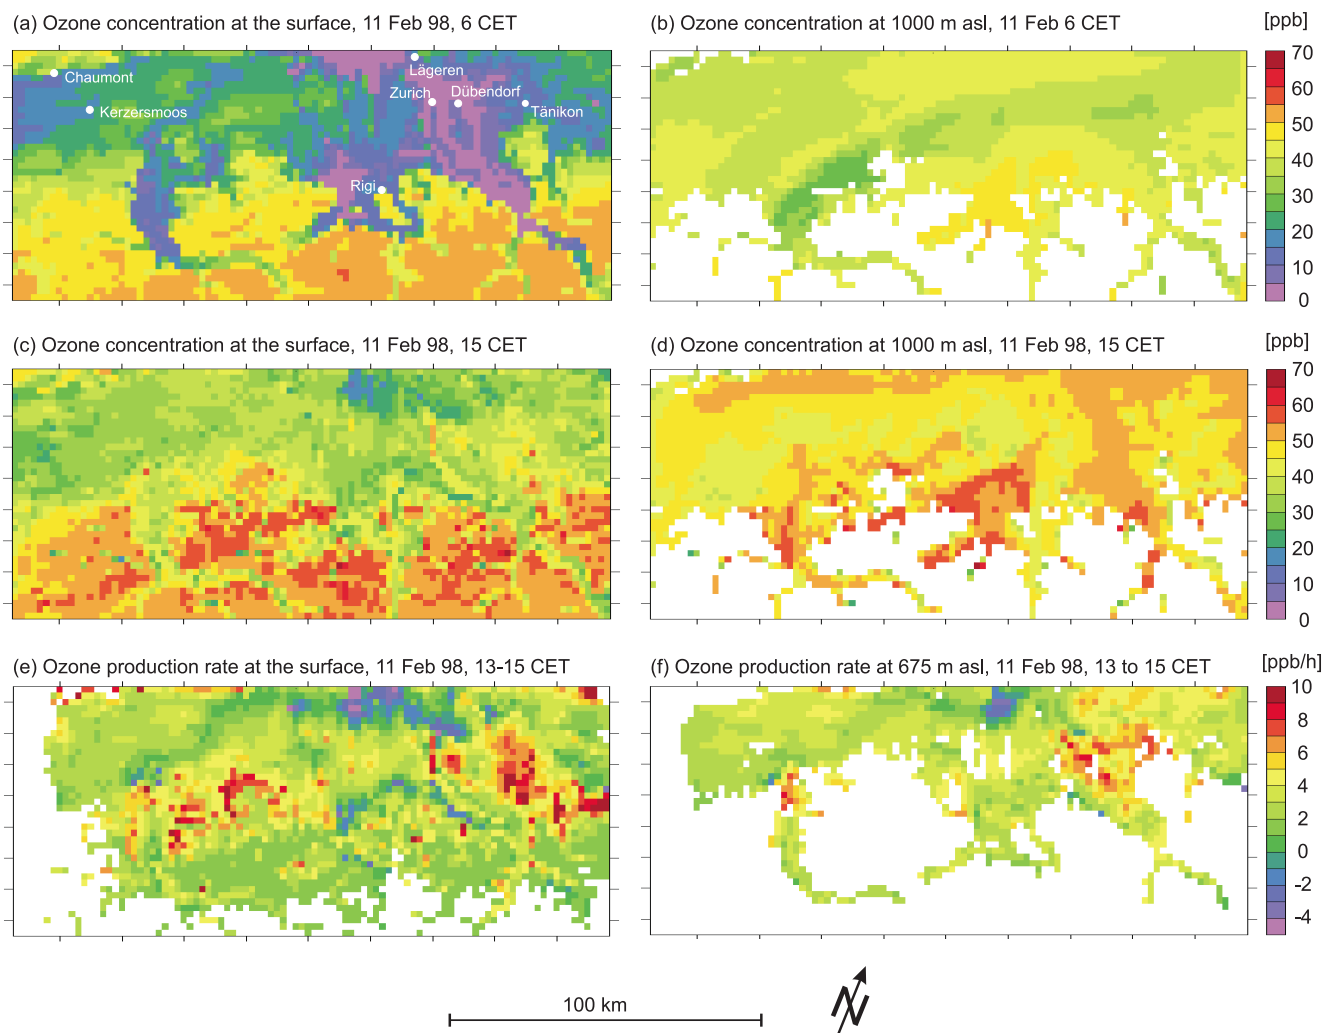 (a) Ozone concentration at the surface, 11 Feb 98, 6 CET
(b) Ozone concentration at 1000 m asl, 11 Feb 6 CET
[ppb]
Chaumont
Kerzersmoos
Lägeren
Zurich
Dübendorf
Tänikon
Rigi
70
60
50
40
30
20
10
0
(c) Ozone concentration at the surface, 11 Feb 98, 15 CET
(d) Ozone concentration at 1000 m asl, 11 Feb 98, 15 CET
[ppb]
70
60
50
40
30
20
10
0
(e) Ozone production rate at the surface, 11 Feb 98, 13-15 CET
(f) Ozone production rate at 675 m asl, 11 Feb 98, 13 to 15 CET
[ppb/h]
10
8
6
4
2
0
-2
-4
100 km
N